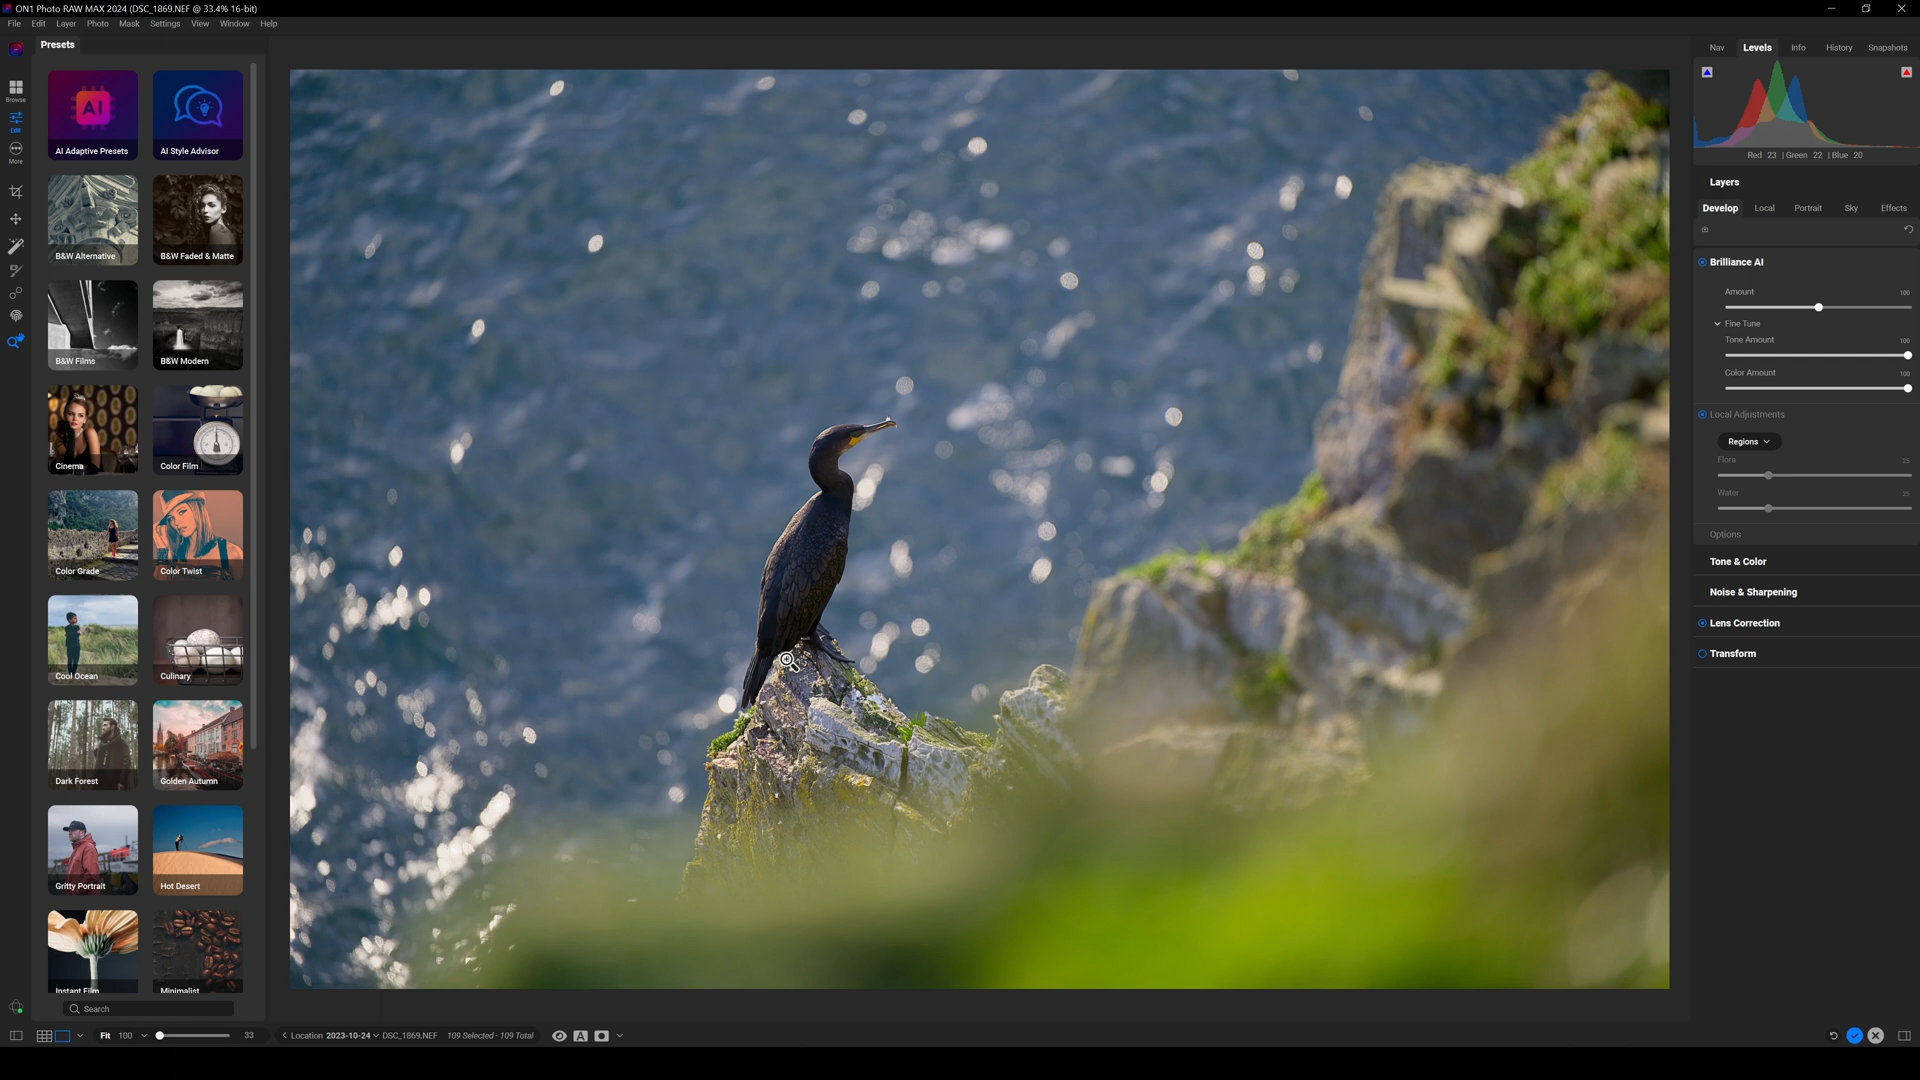 ON1 Photo RAW MAX 2024 (DSC_1869.NEF @ 33.4% 16-bit)
File Edit Layer Photo Mask Settings View Window Help
Browse
Edit
More
Presets
AI
AI Adaptive Presets
AI Style Advisor
B&W Alternative
B&W Faded & Matte
B&W Films
B&W Modern
Cinema
Color Film
Color Grade
Color Twist
Cool Ocean
Culinary
Dark Forest
Golden Autumn
Gritty Portrait
Hot Desert
Instant Film
Minimalist
Search
Nav Levels Info History Snapshots
Red 23 | Green 22 | Blue 20
Layers
Develop Local Portrait Sky Effects
Brilliance AI
Amount 100
Fine Tune
Tone Amount 100
Color Amount 100
Local Adjustments
Regions
Flora 25
Water 25
Options
Tone & Color
Noise & Sharpening
Lens Correction
Transform
Fit 100 33 Location 2023-10-24 DSC_1869.NEF 109 Selected - 109 Total A